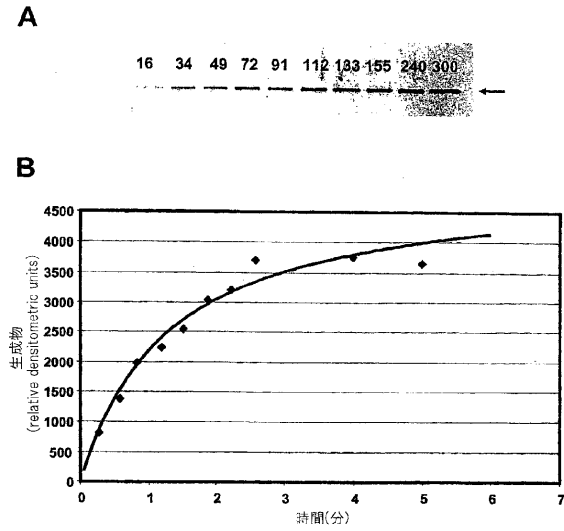 A
16 34 49 72 91 112 133 155 240 300
B
4500
4000
3500
3000
2500
2000
1500
1000
500
0
生成物
(relative densitometric units)
0 1 2 3 4 5 6 7
時間(分)